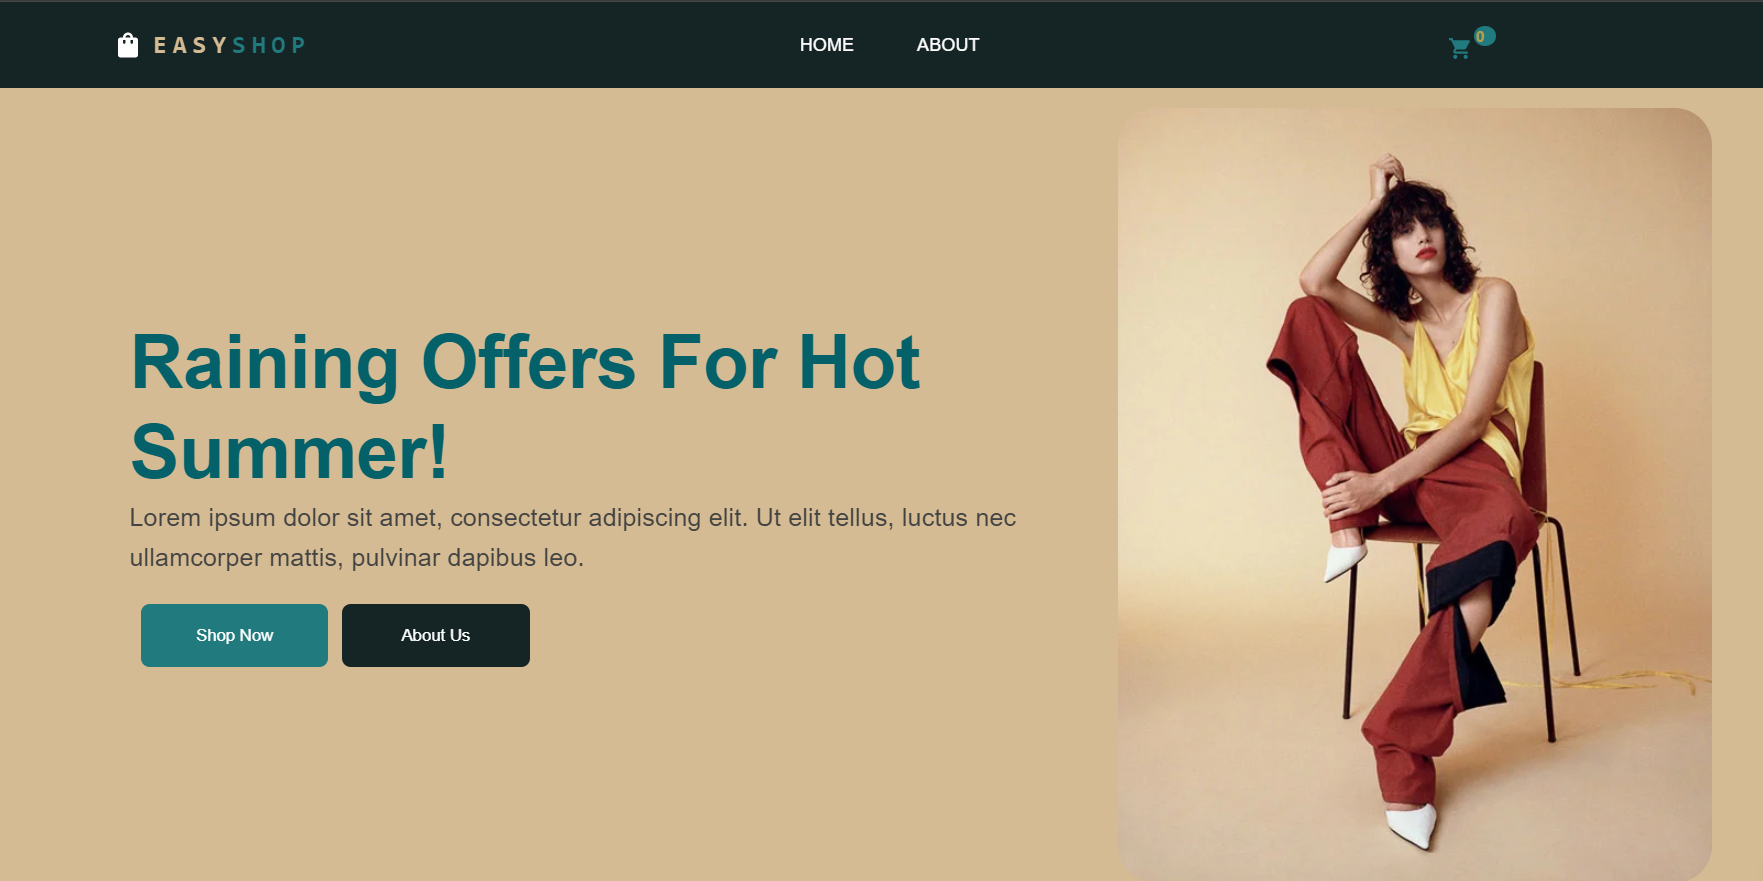 EASYSHOP
HOME
ABOUT
0
Raining Offers For Hot
Summer!
Lorem ipsum dolor sit amet, consectetur adipiscing elit. Ut elit tellus, luctus nec
ullamcorper mattis, pulvinar dapibus leo.
Shop Now
About Us